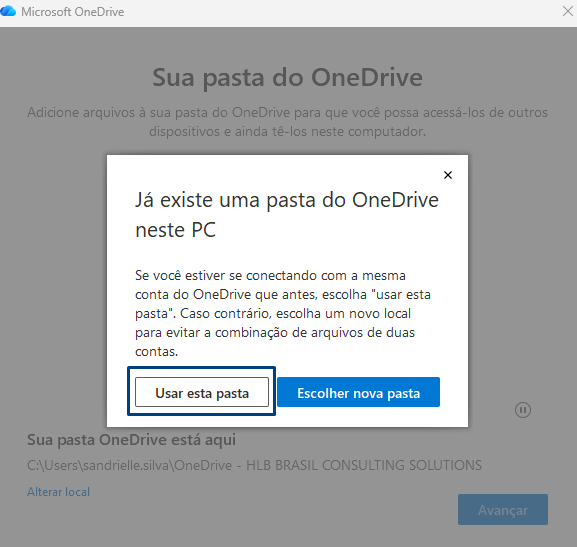 Microsoft OneDrive
Sua pasta do OneDrive
Adicione arquivos à sua pasta do OneDrive para que você possa acessá-los de outros
dispositivos e ainda tê-los neste computador.
Já existe uma pasta do OneDrive
neste PC
Se você estiver se conectando com a mesma
conta do OneDrive que antes, escolha "usar esta
pasta". Caso contrário, escolha um novo local
para evitar a combinação de arquivos de duas
contas.
Usar esta pasta
Escolher nova pasta
Sua pasta OneDrive está aqui
C:\Users\sandrielle.silva\OneDrive - HLB BRASIL CONSULTING SOLUTIONS
Alterar local
Avançar